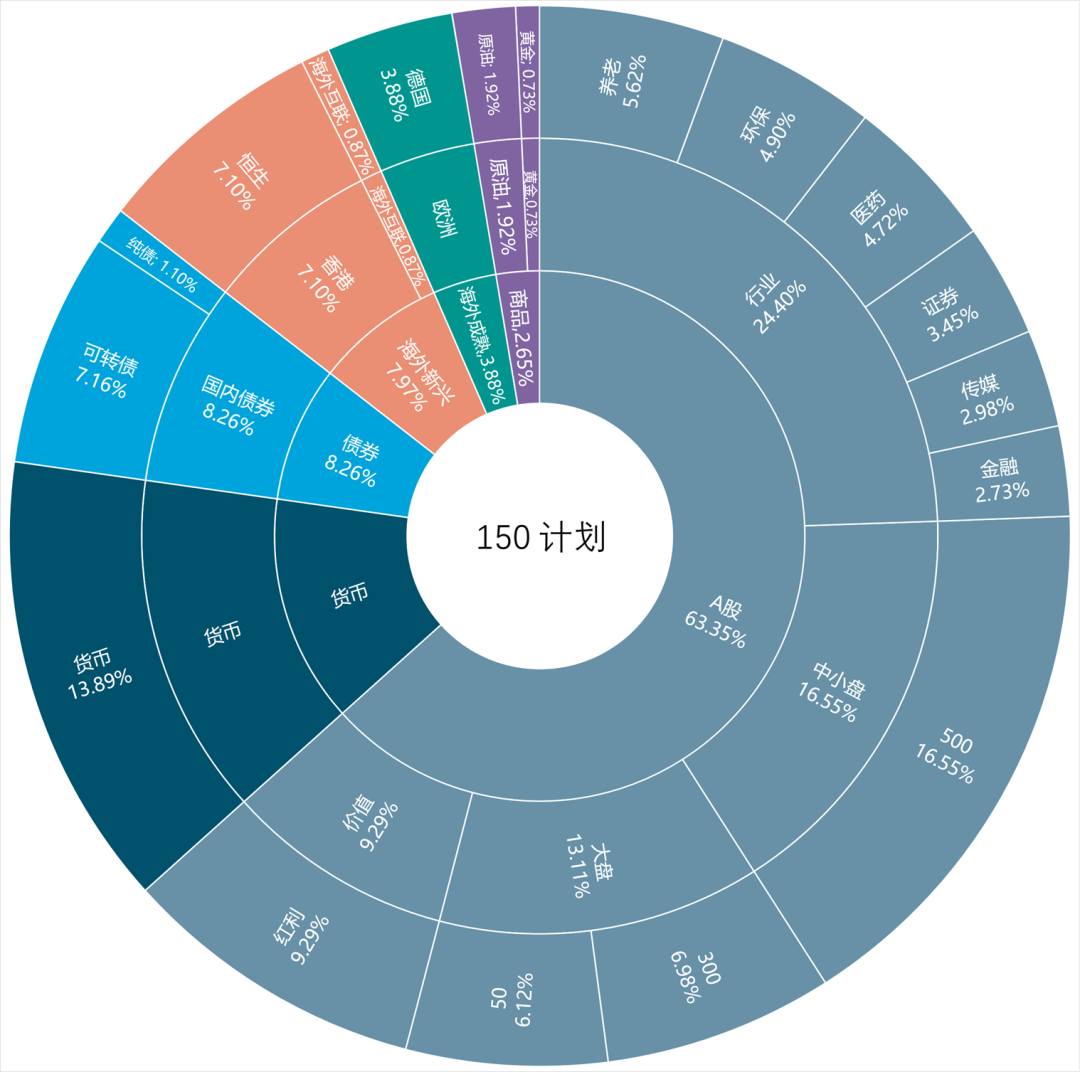 150 计划
A股
63.35%
货币
债券
8.26%
海外新兴
7.97%
海外成熟,3.88%
商品,2.65%
行业
24.40%
中小盘
16.55%
大盘
13.11%
价值
9.29%
货币
国内债券
8.26%
香港
7.10%
海外互联,0.87%
欧洲
原油,1.92%
黄金,0.73%
养老
5.62%
环保
4.90%
医药
4.72%
证券
3.45%
传媒
2.98%
金融
2.73%
500
16.55%
300
6.98%
50
6.12%
红利
9.29%
货币
13.89%
可转债
7.16%
纯债; 1.10%
恒生
7.10%
海外互联; 0.87%
德国
3.88%
原油; 1.92%
黄金; 0.73%